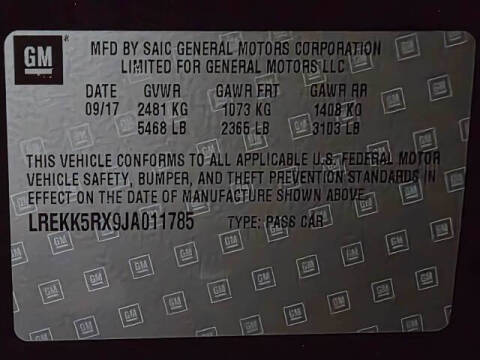 GM ®
MFD BY SAIC GENERAL MOTORS CORPORATION
LIMITED FOR GENERAL MOTORS LLC
DATE GVWR GAWR FRT GAWR RR
09/17 2481 KG 1073 KG 1408 KG
5468 LB 2365 LB 3103 LB
THIS VEHICLE CONFORMS TO ALL APPLICABLE U.S. FEDERAL MOTOR
VEHICLE SAFETY, BUMPER, AND THEFT PREVENTION STANDARDS IN
EFFECT ON THE DATE OF MANUFACTURE SHOWN ABOVE.
LREKK5RX9JA011785 TYPE: PASS CAR